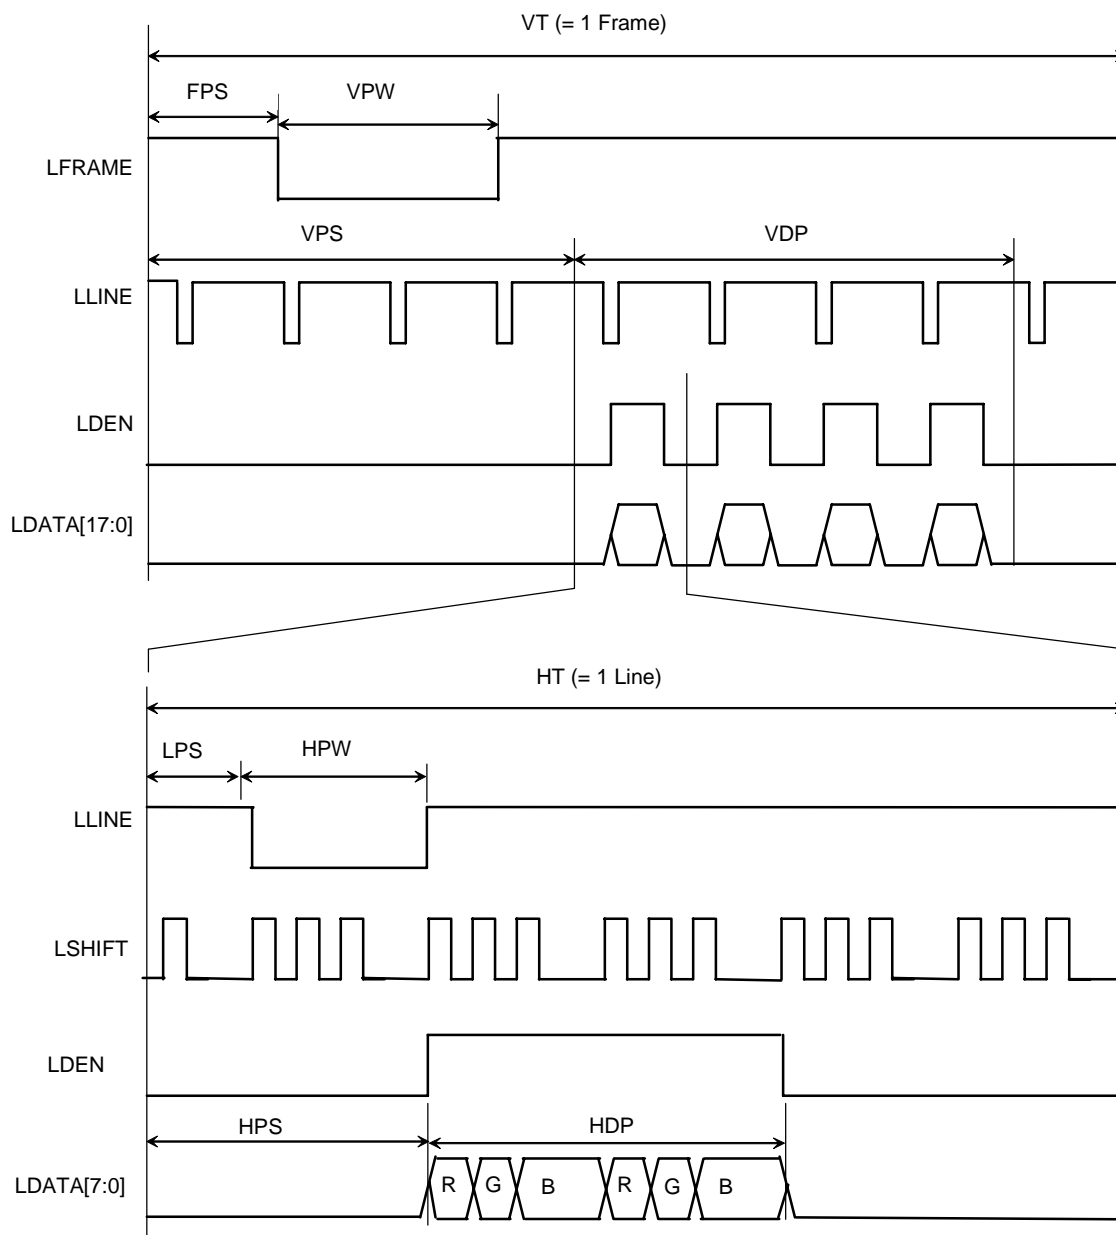 VT (= 1 Frame)
FPS
VPW
LFRAME
VPS
VDP
LLINE
LDEN
LDATA[17:0]
HT (= 1 Line)
LPS
HPW
LLINE
LSHIFT
LDEN
HPS
HDP
LDATA[7:0]
R G B R G B